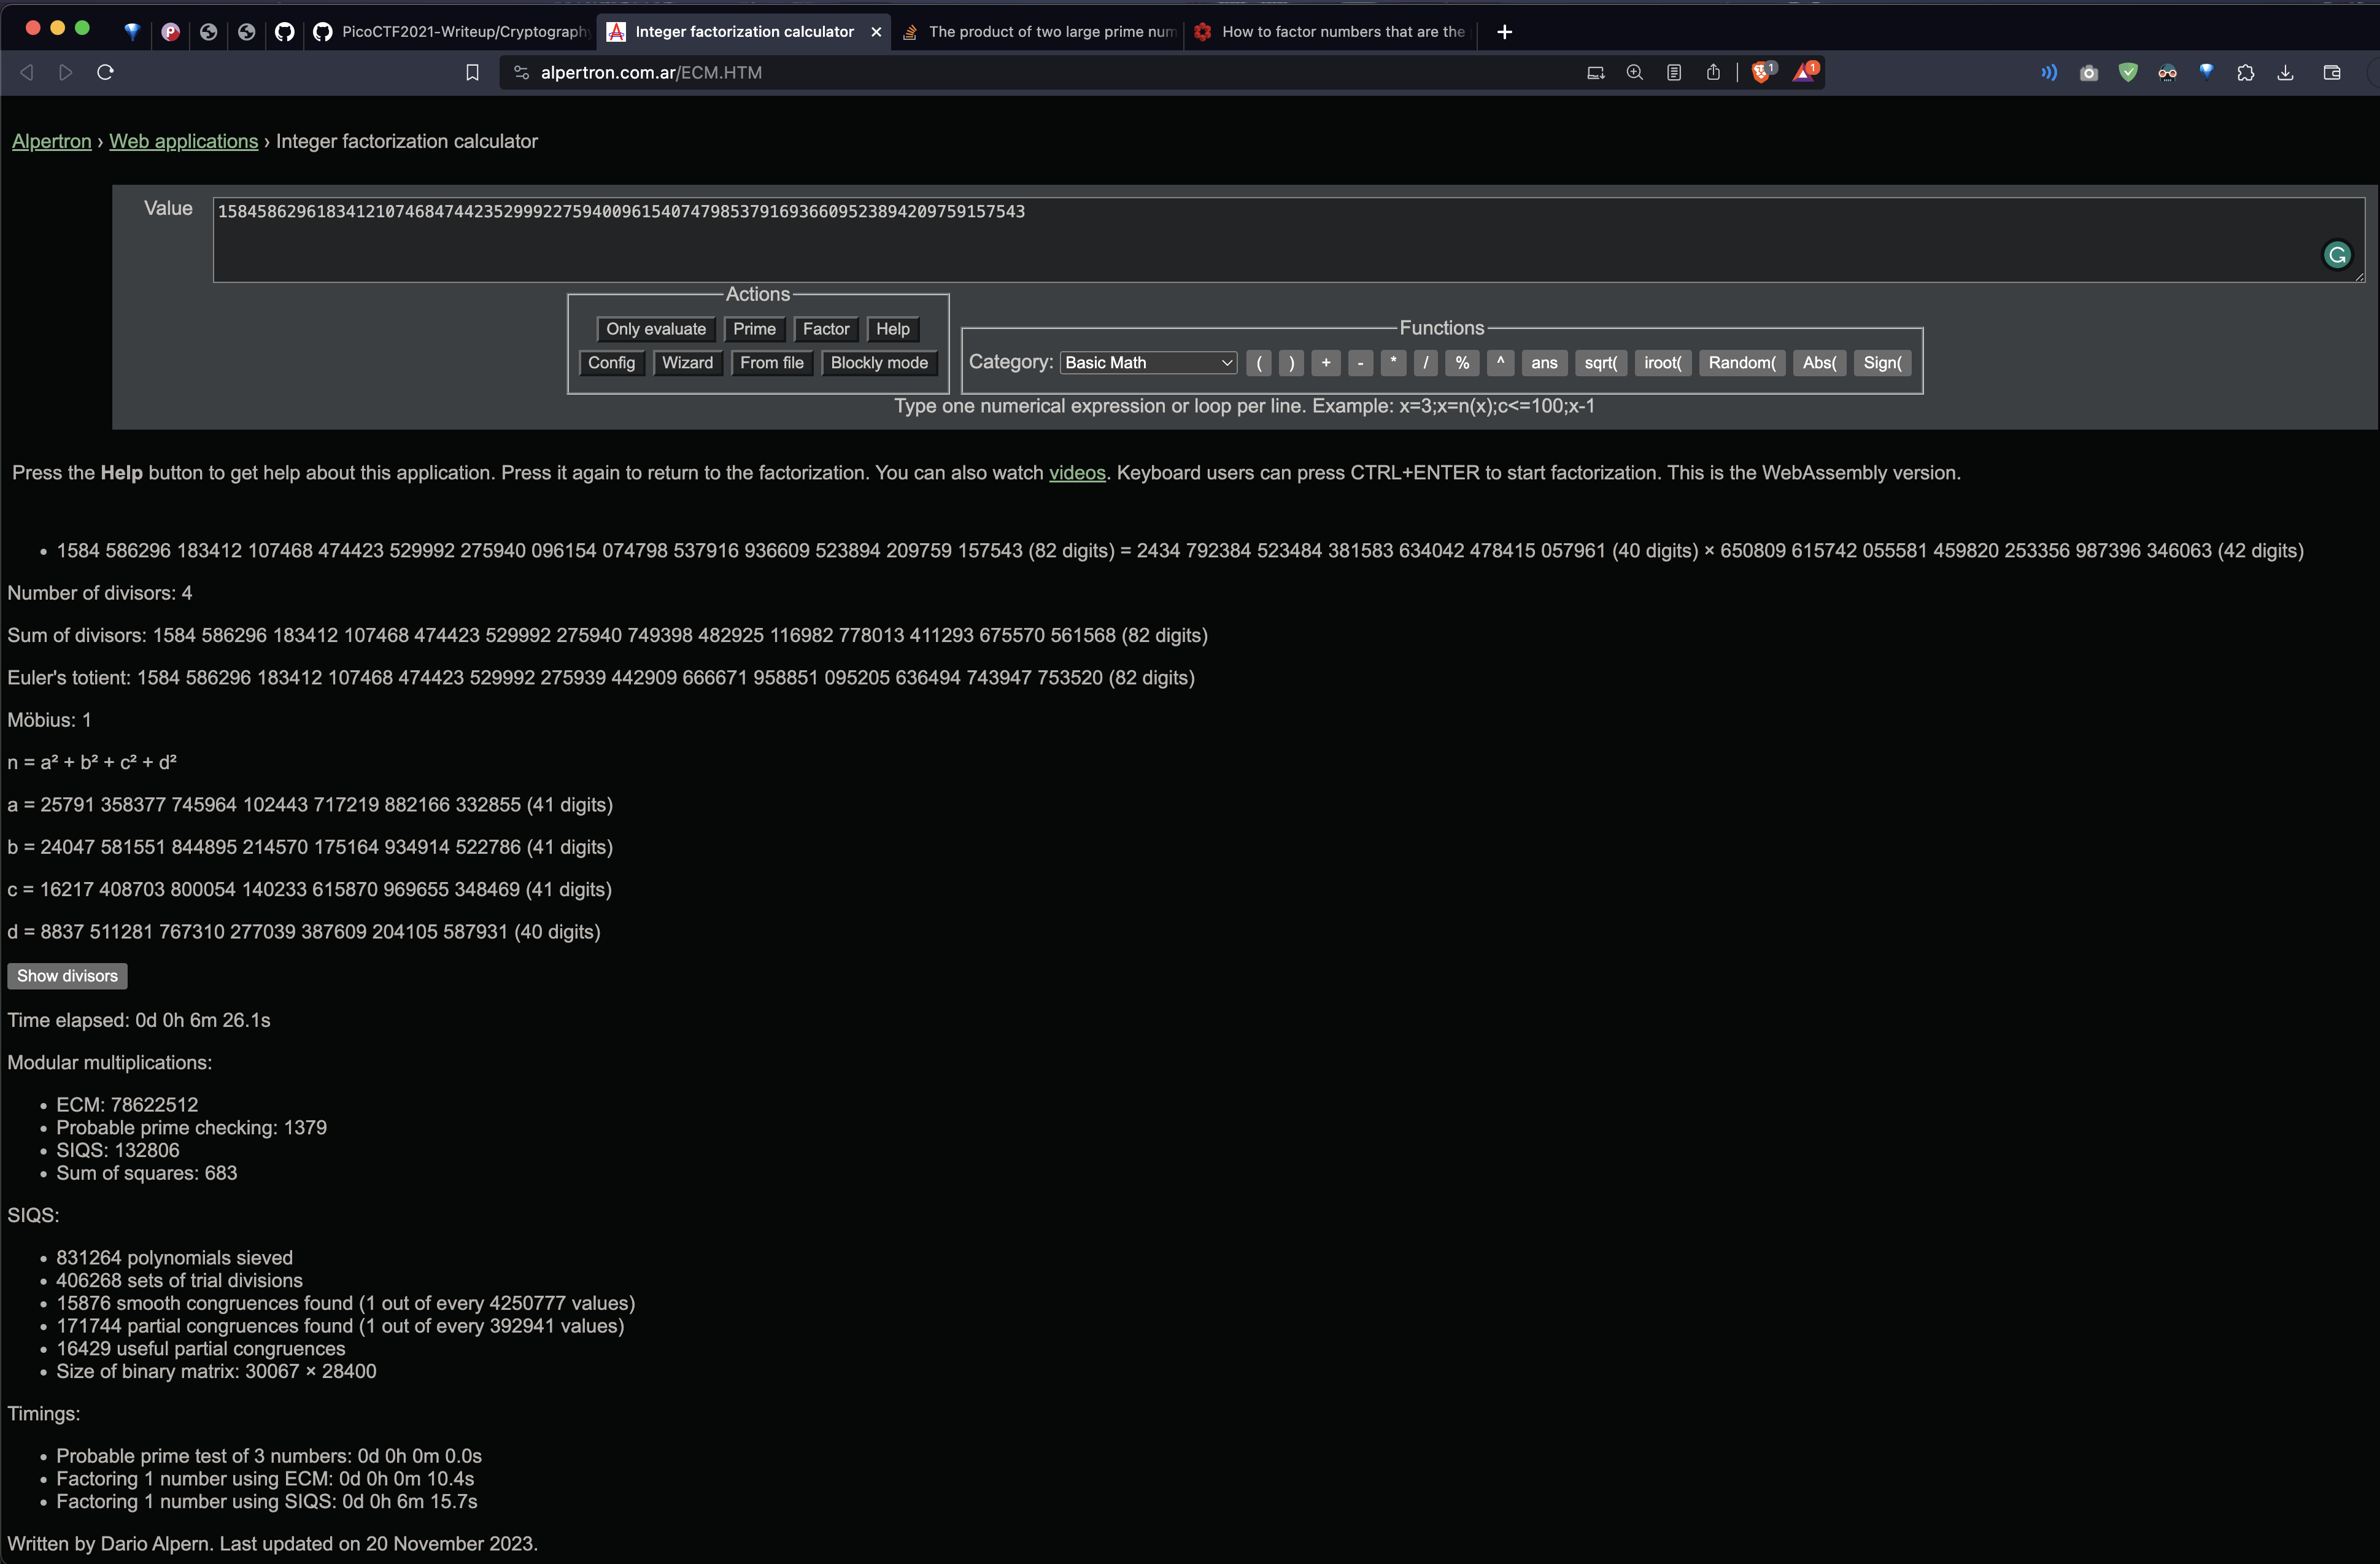 PicoCTF2021-Writeup/Cryptography
Integer factorization calculator
The product of two large prime num
How to factor numbers that are the
alpertron.com.ar/ECM.HTM
1
1
Alpertron › Web applications › Integer factorization calculator
Value
1584586296183412107468474423529992275940096154074798537916936609523894209759157543
Actions
Only evaluate Prime Factor Help
Config Wizard From file Blockly mode
Functions
Category: Basic Math ( ) + - * / % ^ ans sqrt( iroot( Random( Abs( Sign(
Type one numerical expression or loop per line. Example: x=3;x=n(x);c<=100;x-1
Press the Help button to get help about this application. Press it again to return to the factorization. You can also watch videos. Keyboard users can press CTRL+ENTER to start factorization. This is the WebAssembly version.
• 1584 586296 183412 107468 474423 529992 275940 096154 074798 537916 936609 523894 209759 157543 (82 digits) = 2434 792384 523484 381583 634042 478415 057961 (40 digits) × 650809 615742 055581 459820 253356 987396 346063 (42 digits)
Number of divisors: 4
Sum of divisors: 1584 586296 183412 107468 474423 529992 275940 749398 482925 116982 778013 411293 675570 561568 (82 digits)
Euler's totient: 1584 586296 183412 107468 474423 529992 275939 442909 666671 958851 095205 636494 743947 753520 (82 digits)
Möbius: 1
n = a² + b² + c² + d²
a = 25791 358377 745964 102443 717219 882166 332855 (41 digits)
b = 24047 581551 844895 214570 175164 934914 522786 (41 digits)
c = 16217 408703 800054 140233 615870 969655 348469 (41 digits)
d = 8837 511281 767310 277039 387609 204105 587931 (40 digits)
Show divisors
Time elapsed: 0d 0h 6m 26.1s
Modular multiplications:
• ECM: 78622512
• Probable prime checking: 1379
• SIQS: 132806
• Sum of squares: 683
SIQS:
• 831264 polynomials sieved
• 406268 sets of trial divisions
• 15876 smooth congruences found (1 out of every 4250777 values)
• 171744 partial congruences found (1 out of every 392941 values)
• 16429 useful partial congruences
• Size of binary matrix: 30067 × 28400
Timings:
• Probable prime test of 3 numbers: 0d 0h 0m 0.0s
• Factoring 1 number using ECM: 0d 0h 0m 10.4s
• Factoring 1 number using SIQS: 0d 0h 6m 15.7s
Written by Dario Alpern. Last updated on 20 November 2023.